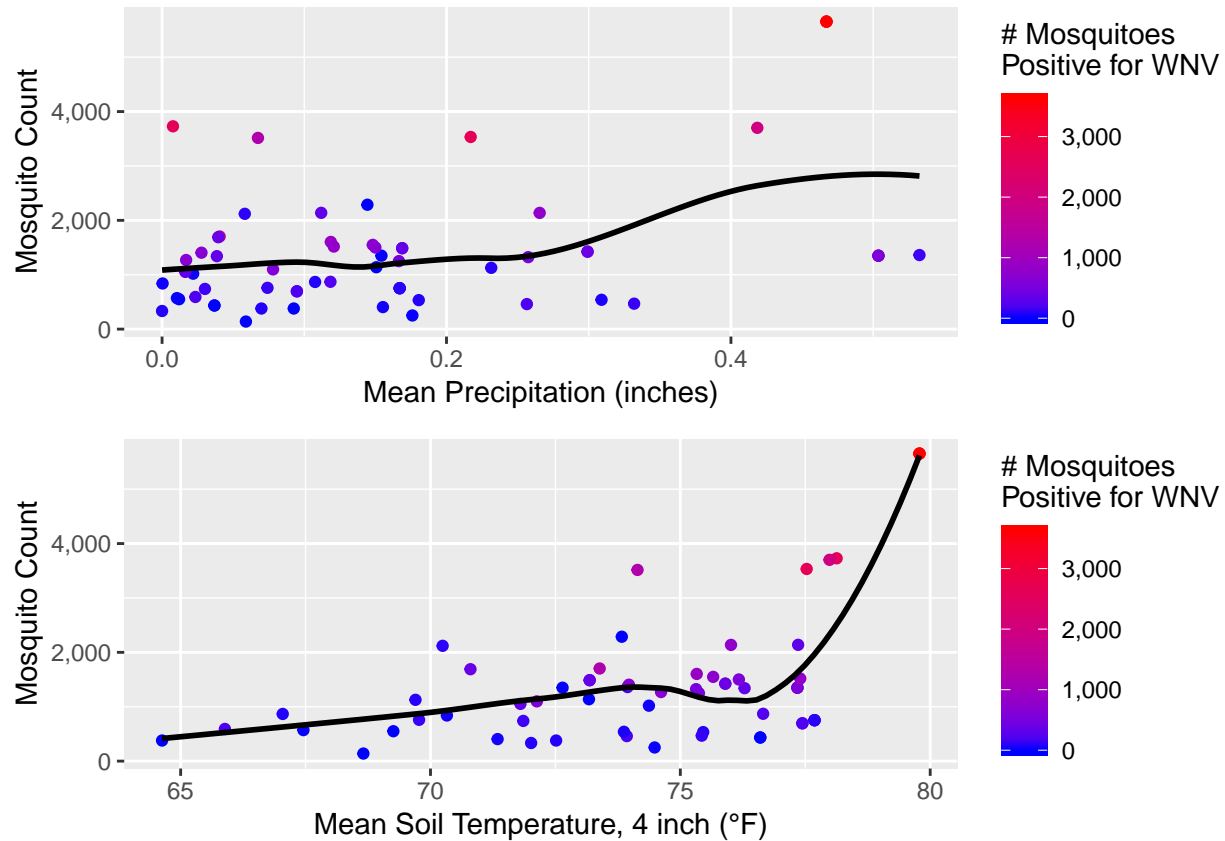 Mosquito Count
4,000
2,000
0
0.0 0.2 0.4
Mean Precipitation (inches)
# Mosquitoes
Positive for WNV
3,000
2,000
1,000
0
Mosquito Count
4,000
2,000
0
65 70 75 80
Mean Soil Temperature, 4 inch (°F)
# Mosquitoes
Positive for WNV
3,000
2,000
1,000
0